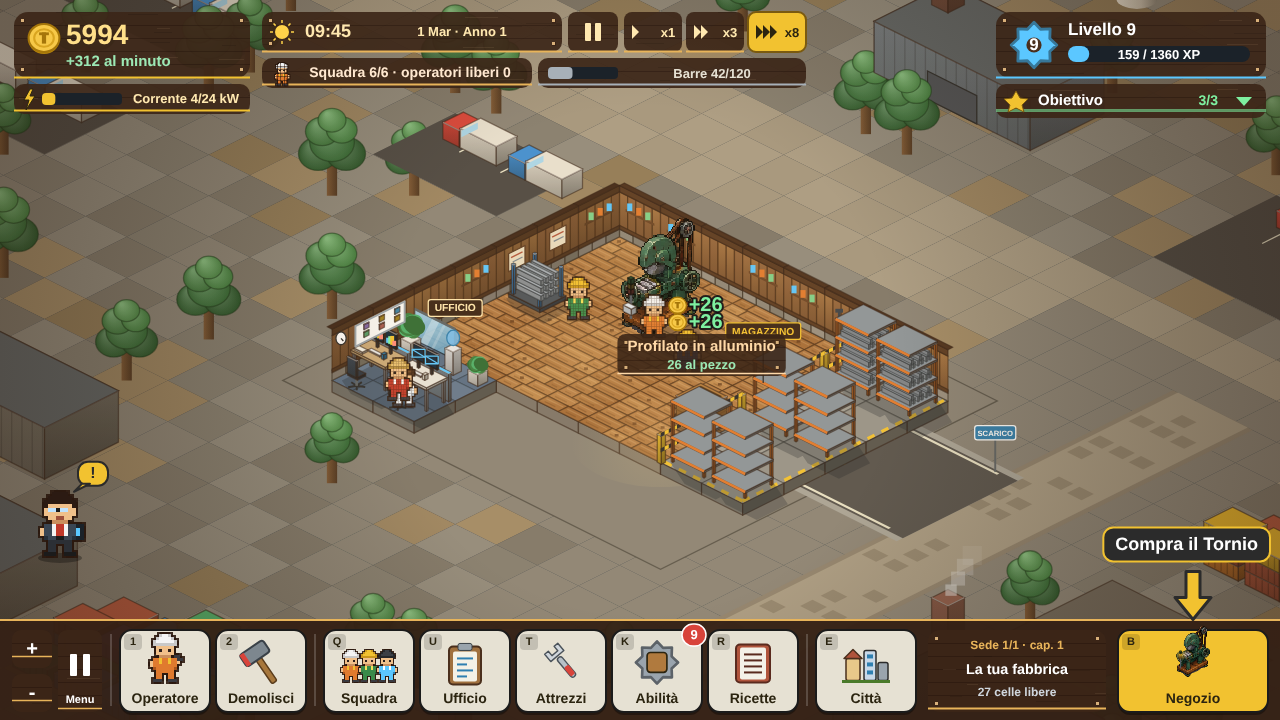 5994
+312 al minuto
Corrente 4/24 kW
09:45
1 Mar · Anno 1
x1
x3
x8
Squadra 6/6 · operatori liberi 0
Barre 42/120
9
Livello 9
159 / 1360 XP
Obiettivo
3/3
UFFICIO
+26
+26
MAGAZZINO
Profilato in alluminio
26 al pezzo
SCARICO
!
Compra il Tornio
+
-
Menu
1
Operatore
2
Demolisci
Q
Squadra
U
Ufficio
T
Attrezzi
K
9
Abilità
R
Ricette
E
Città
Sede 1/1 · cap. 1
La tua fabbrica
27 celle libere
B
Negozio